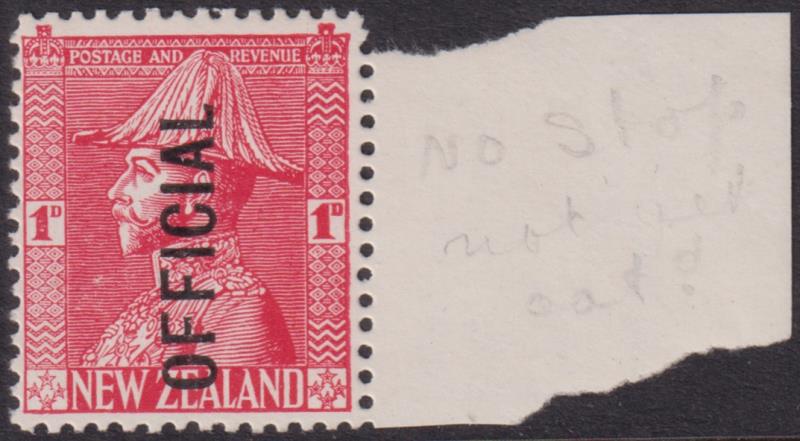 POSTAGE AND REVENUE
OFFICIAL
1D 1D
NEW ZEALAND
NO Stop
not yet
cat?